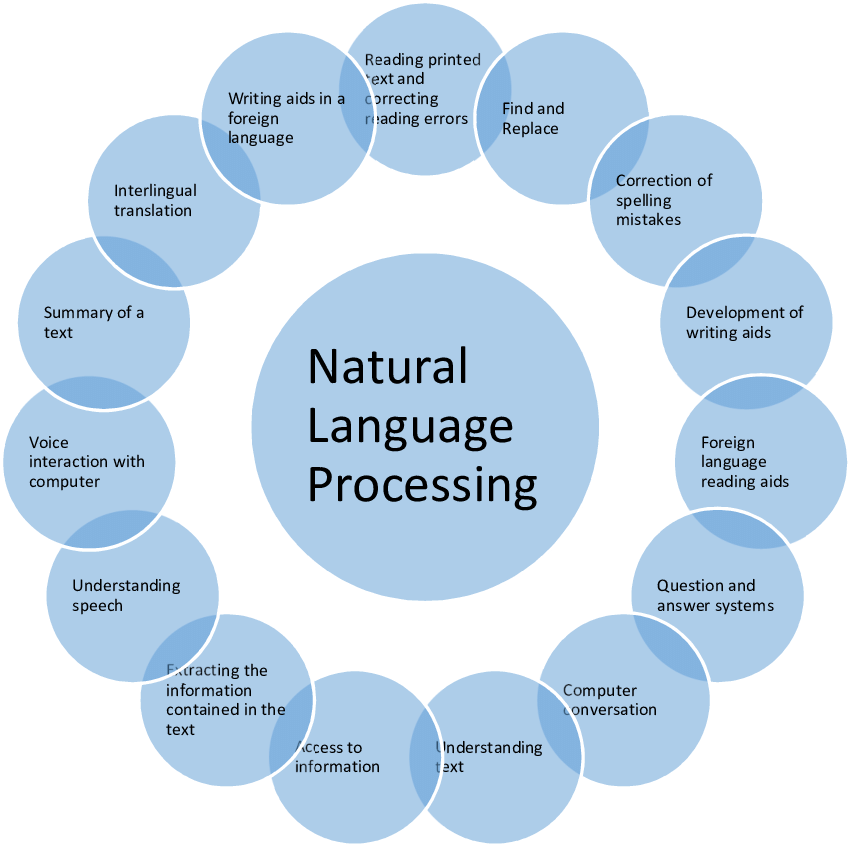 Natural
Language
Processing
Reading printed
text and
correcting
reading errors
Find and
Replace
Correction of
spelling
mistakes
Development of
writing aids
Foreign
language
reading aids
Question and
answer systems
Computer
conversation
Understanding
text
Access to
information
Extracting the
information
contained in the
text
Understanding
speech
Voice
interaction with
computer
Summary of a
text
Interlingual
translation
Writing aids in a
foreign
language